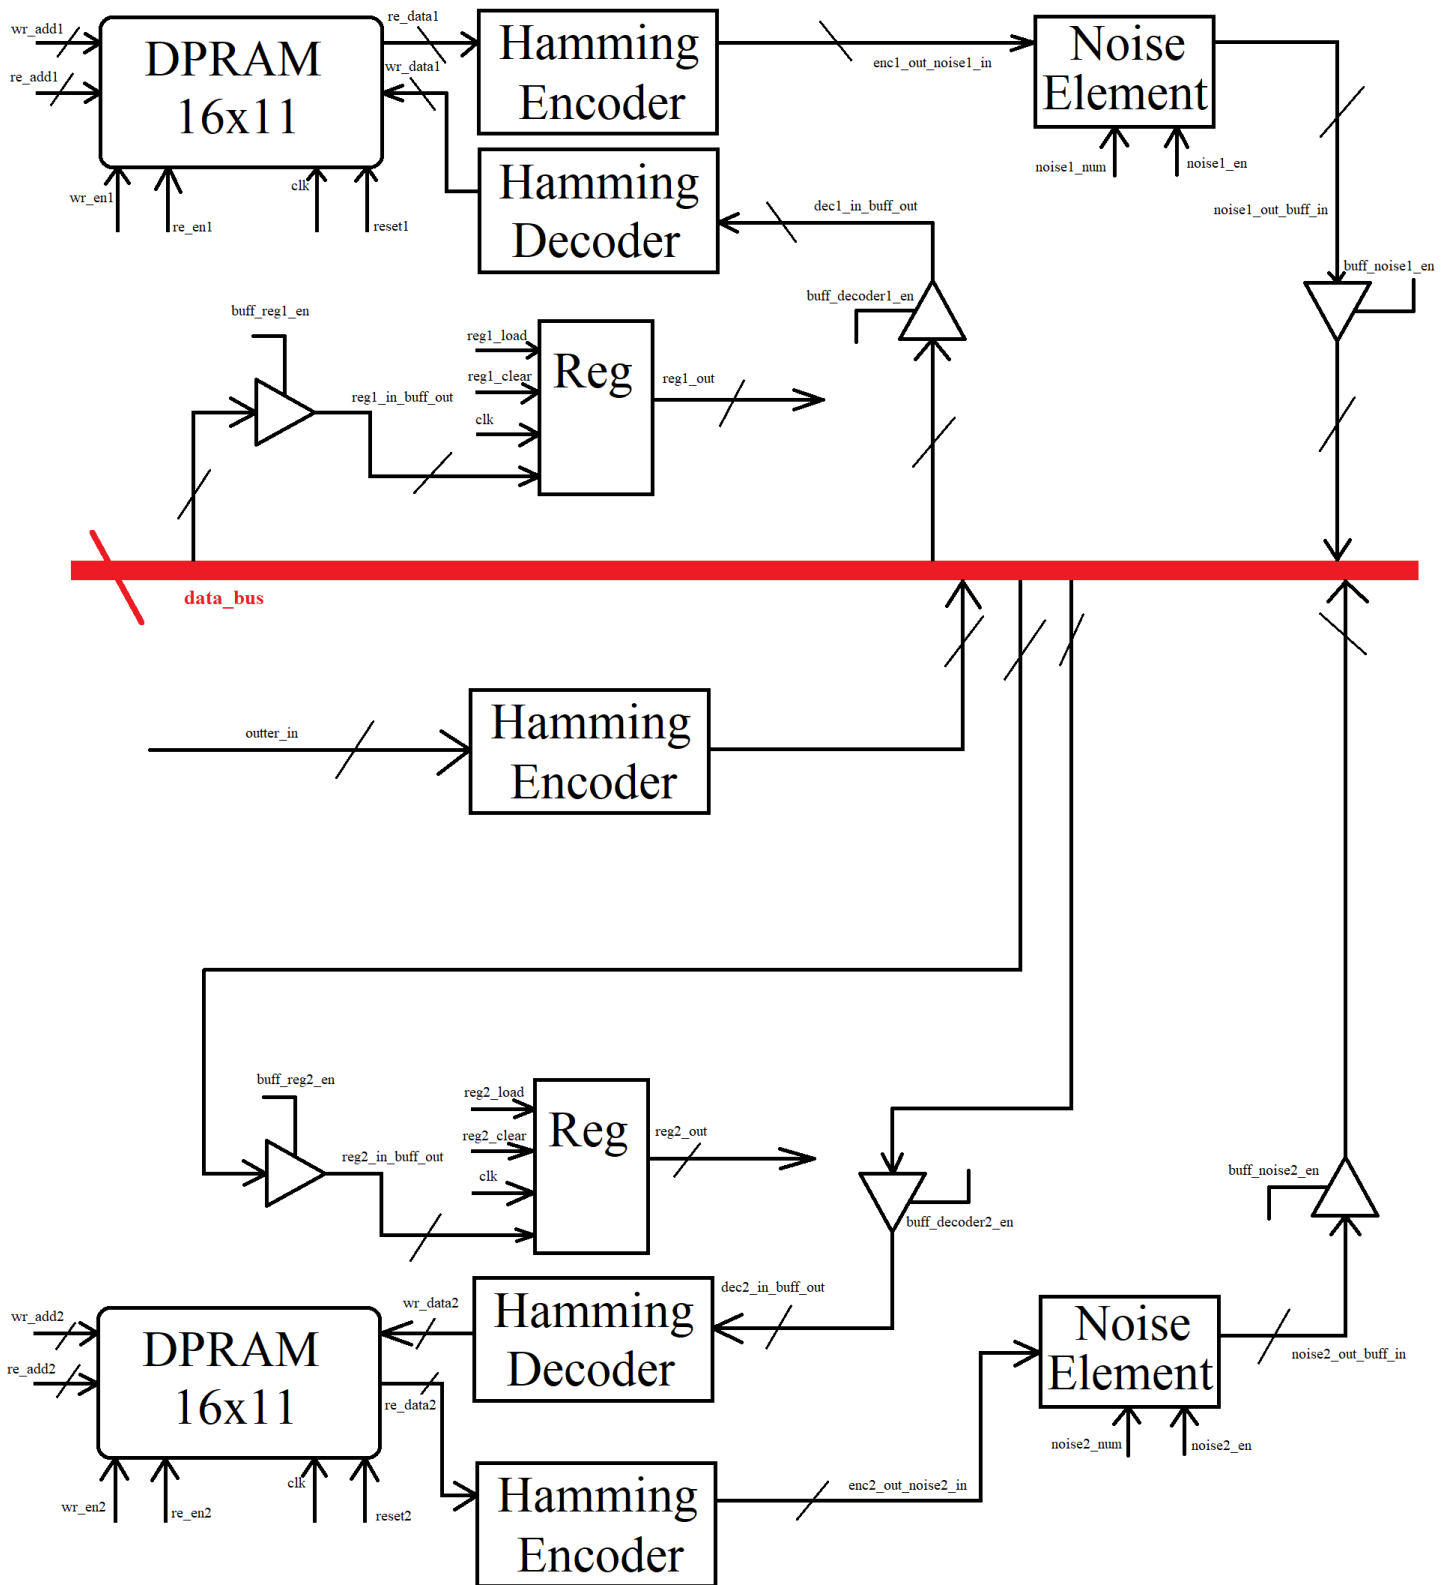 wr_add1
re_add1
DPRAM
16x11
wr_en1
re_en1
clk
reset1
re_data1
wr_data1
Hamming
Encoder
Hamming
Decoder
enc1_out_noise1_in
Noise
Element
noise1_num
noise1_en
noise1_out_buff_in
dec1_in_buff_out
buff_decoder1_en
buff_noise1_en
buff_reg1_en
reg1_in_buff_out
reg1_load
reg1_clear
clk
Reg
reg1_out
data_bus
outter_in
Hamming
Encoder
buff_reg2_en
reg2_in_buff_out
reg2_load
reg2_clear
clk
Reg
reg2_out
buff_decoder2_en
buff_noise2_en
wr_add2
re_add2
DPRAM
16x11
wr_en2
re_en2
clk
reset2
wr_data2
re_data2
Hamming
Decoder
dec2_in_buff_out
Hamming
Encoder
enc2_out_noise2_in
Noise
Element
noise2_num
noise2_en
noise2_out_buff_in